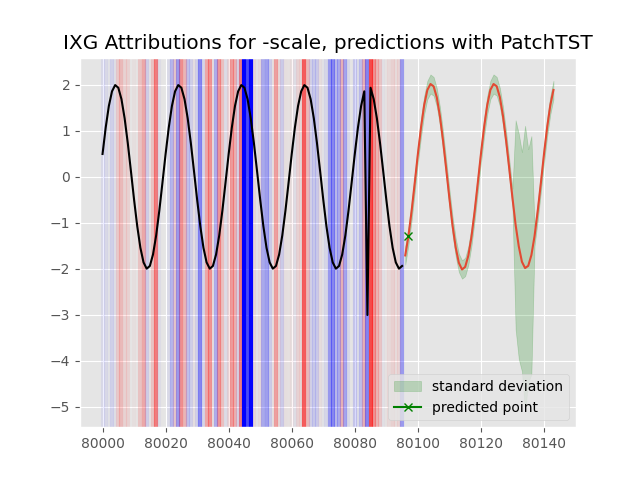 IXG Attributions for -scale, predictions with PatchTST
2
1
0
−1
−2
−3
−4
−5
standard deviation
predicted point
80000 80020 80040 80060 80080 80100 80120 80140